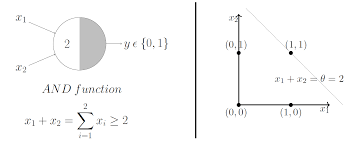 x₁
2
y ϵ {0, 1}
x₂
AND function
x₁ + x₂ = ∑²ᵢ₌₁ xᵢ ≥ 2
x₂
(0, 1)
(1, 1)
x₁ + x₂ = θ = 2
(0, 0)
(1, 0)
x₁